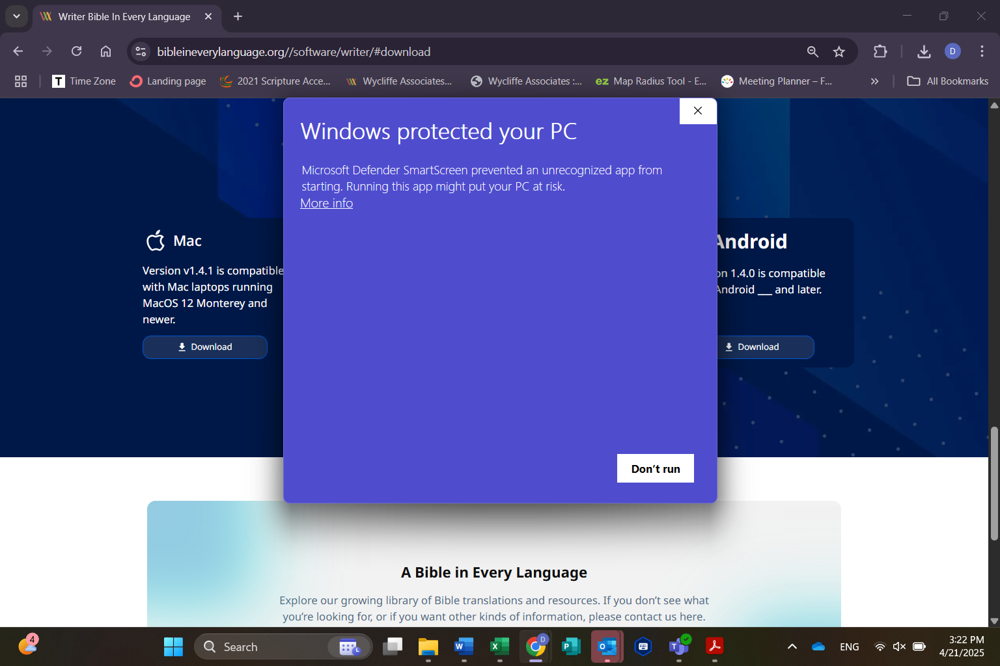 Writer Bible In Every Language
bibleineverylanguage.org//software/writer/#download
D
T Time Zone
Landing page
2021 Scripture Acce...
Wycliffe Associates...
Wycliffe Associates :...
ez Map Radius Tool - E...
Meeting Planner – F...
All Bookmarks
Windows protected your PC
Microsoft Defender SmartScreen prevented an unrecognized app from
starting. Running this app might put your PC at risk.
More info
Don't run
Mac
Version v1.4.1 is compatible
with Mac laptops running
MacOS 12 Monterey and
newer.
Download
Android
on 1.4.0 is compatible
Android ___ and later.
Download
A Bible in Every Language
Explore our growing library of Bible translations and resources. If you don't see what
you're looking for, or if you want other kinds of information, please contact us here.
4
Search
W
X
D
P
O
T
ENG
3:22 PM
4/21/2025